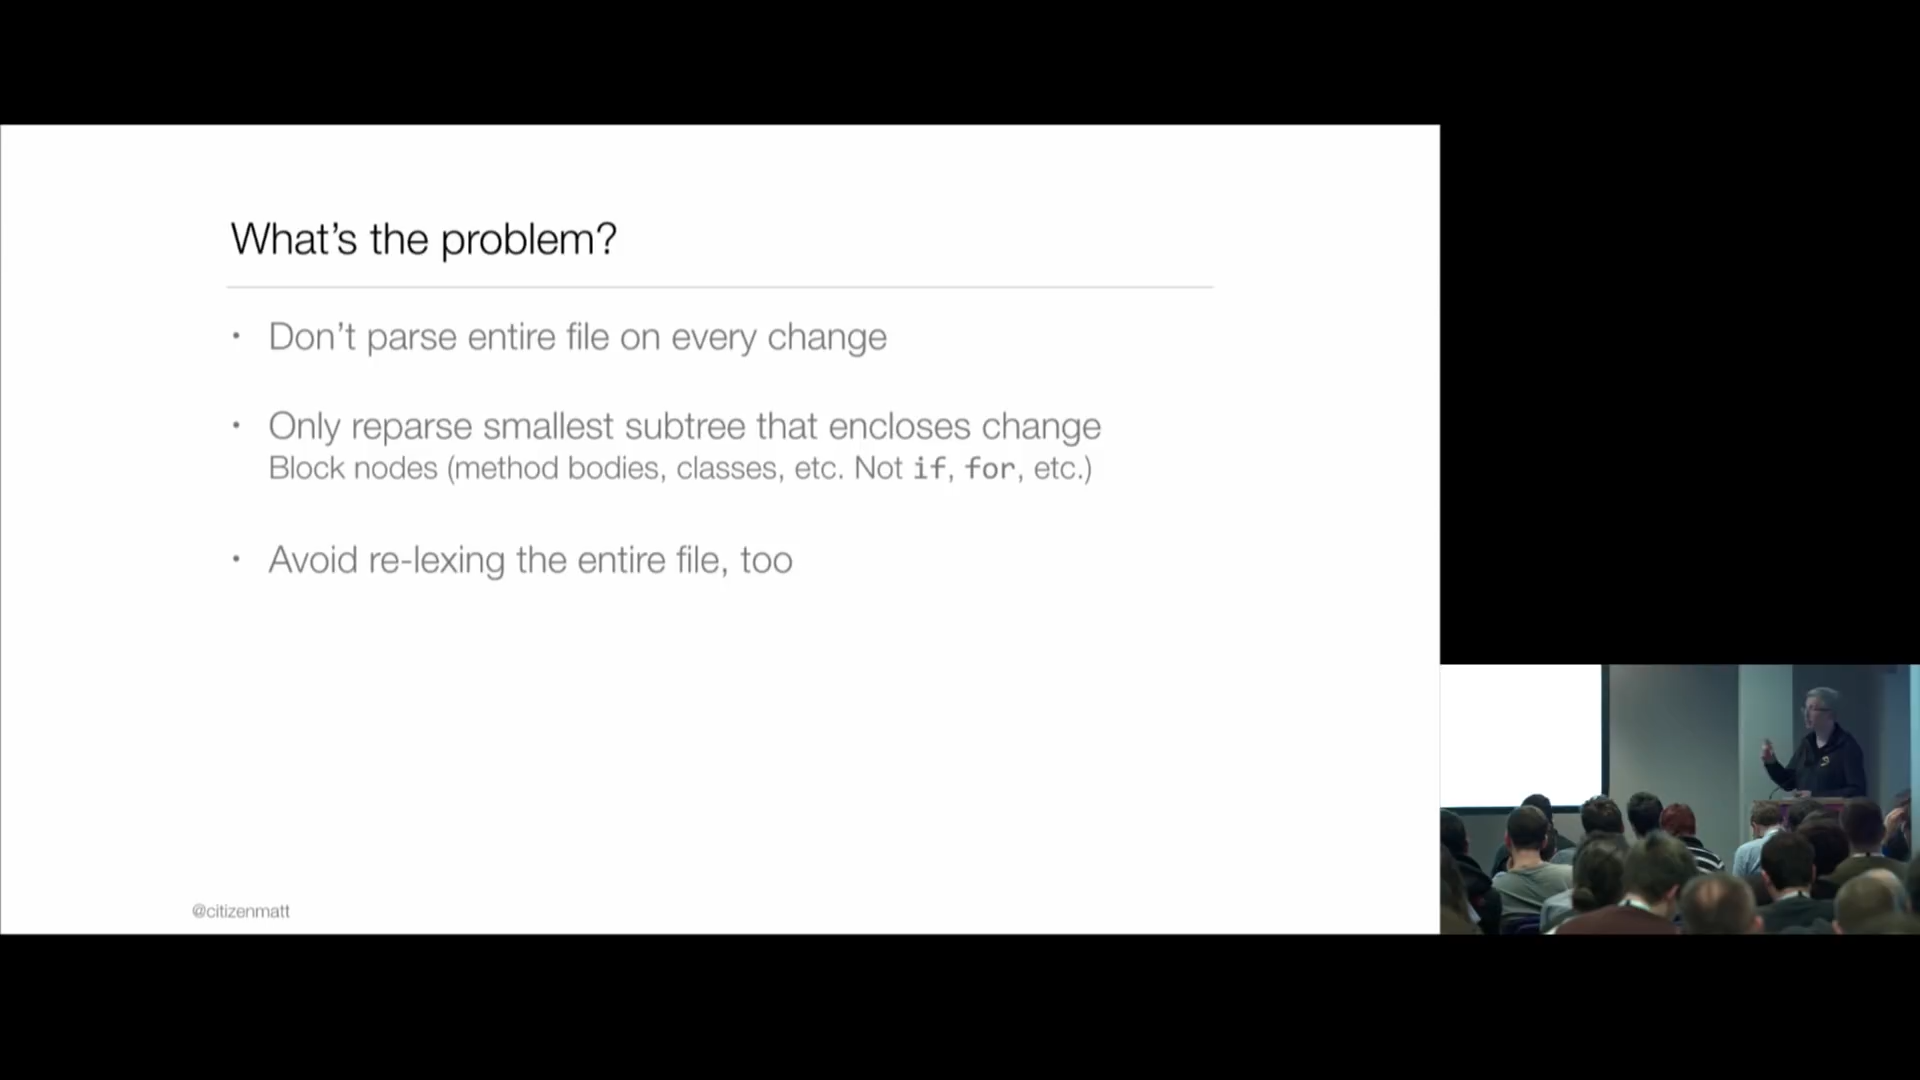 What’s the problem?
• Don’t parse entire file on every change
• Only reparse smallest subtree that encloses change
Block nodes (method bodies, classes, etc. Not if, for, etc.)
• Avoid re-lexing the entire file, too
@citizenmatt